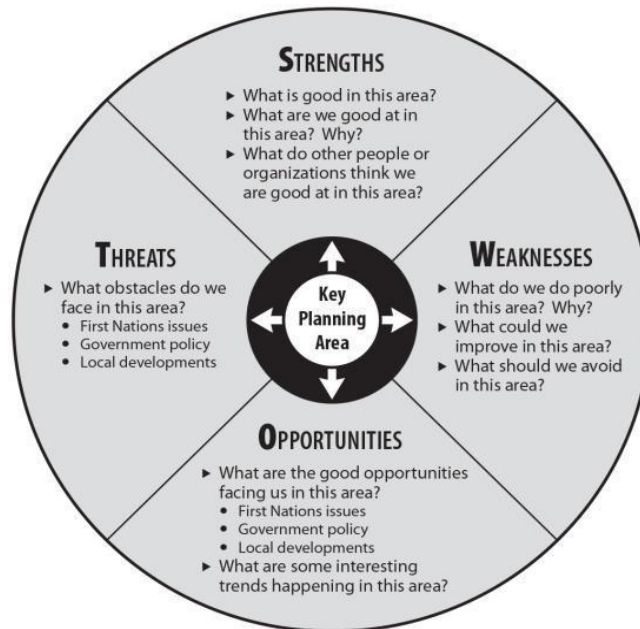 STRENGTHS
▶ What is good in this area?
▶ What are we good at in
this area? Why?
▶ What do other people or
organizations think we
are good at in this area?
THREATS
▶ What obstacles do we
face in this area?
• First Nations issues
• Government policy
• Local developments
Key
Planning
Area
WEAKNESSES
▶ What do we do poorly
in this area? Why?
▶ What could we
improve in this area?
▶ What should we avoid
in this area?
OPPORTUNITIES
▶ What are the good opportunities
facing us in this area?
• First Nations issues
• Government policy
• Local developments
▶ What are some interesting
trends happening in this area?